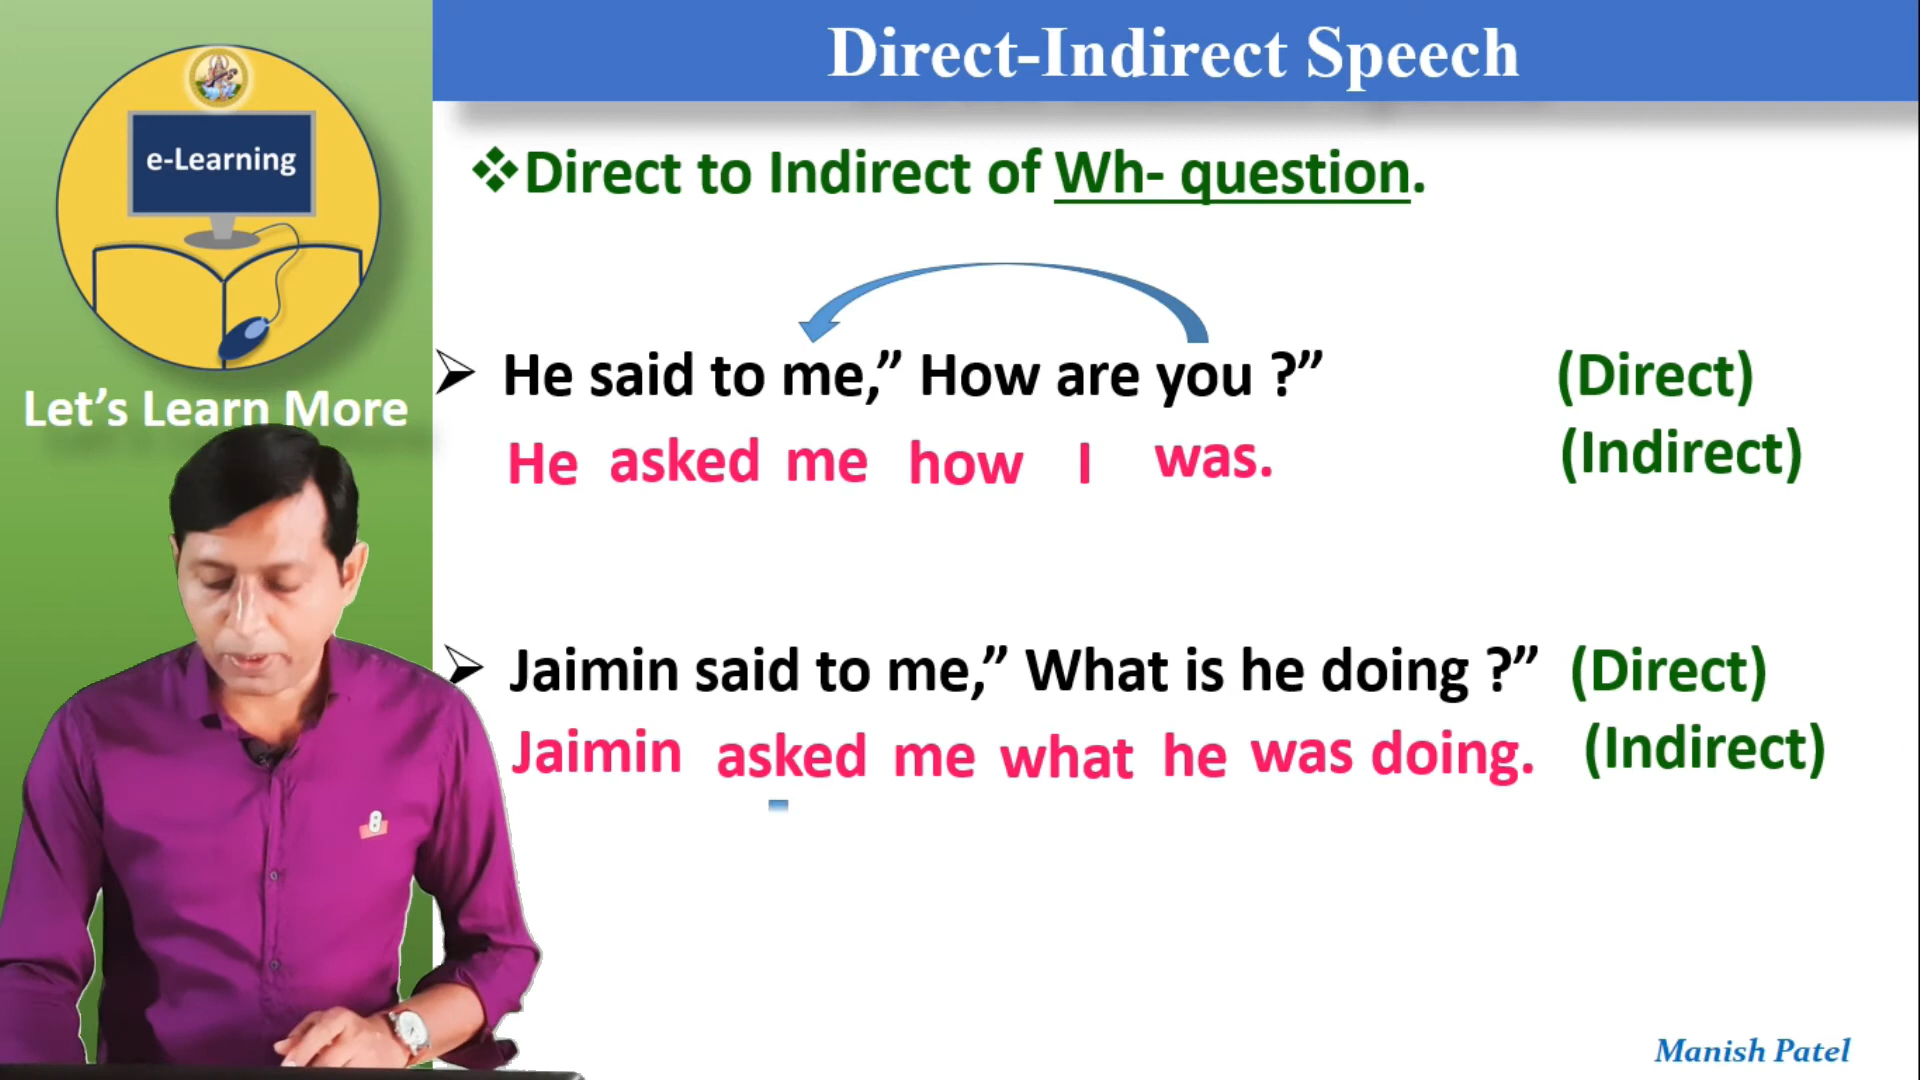 Direct-Indirect Speech
e-Learning
Let's Learn More
❖Direct to Indirect of Wh- question.
➢ He said to me,” How are you ?” (Direct)
He asked me how I was. (Indirect)
➢ Jaimin said to me,” What is he doing ?” (Direct)
Jaimin asked me what he was doing. (Indirect)
8
Manish Patel